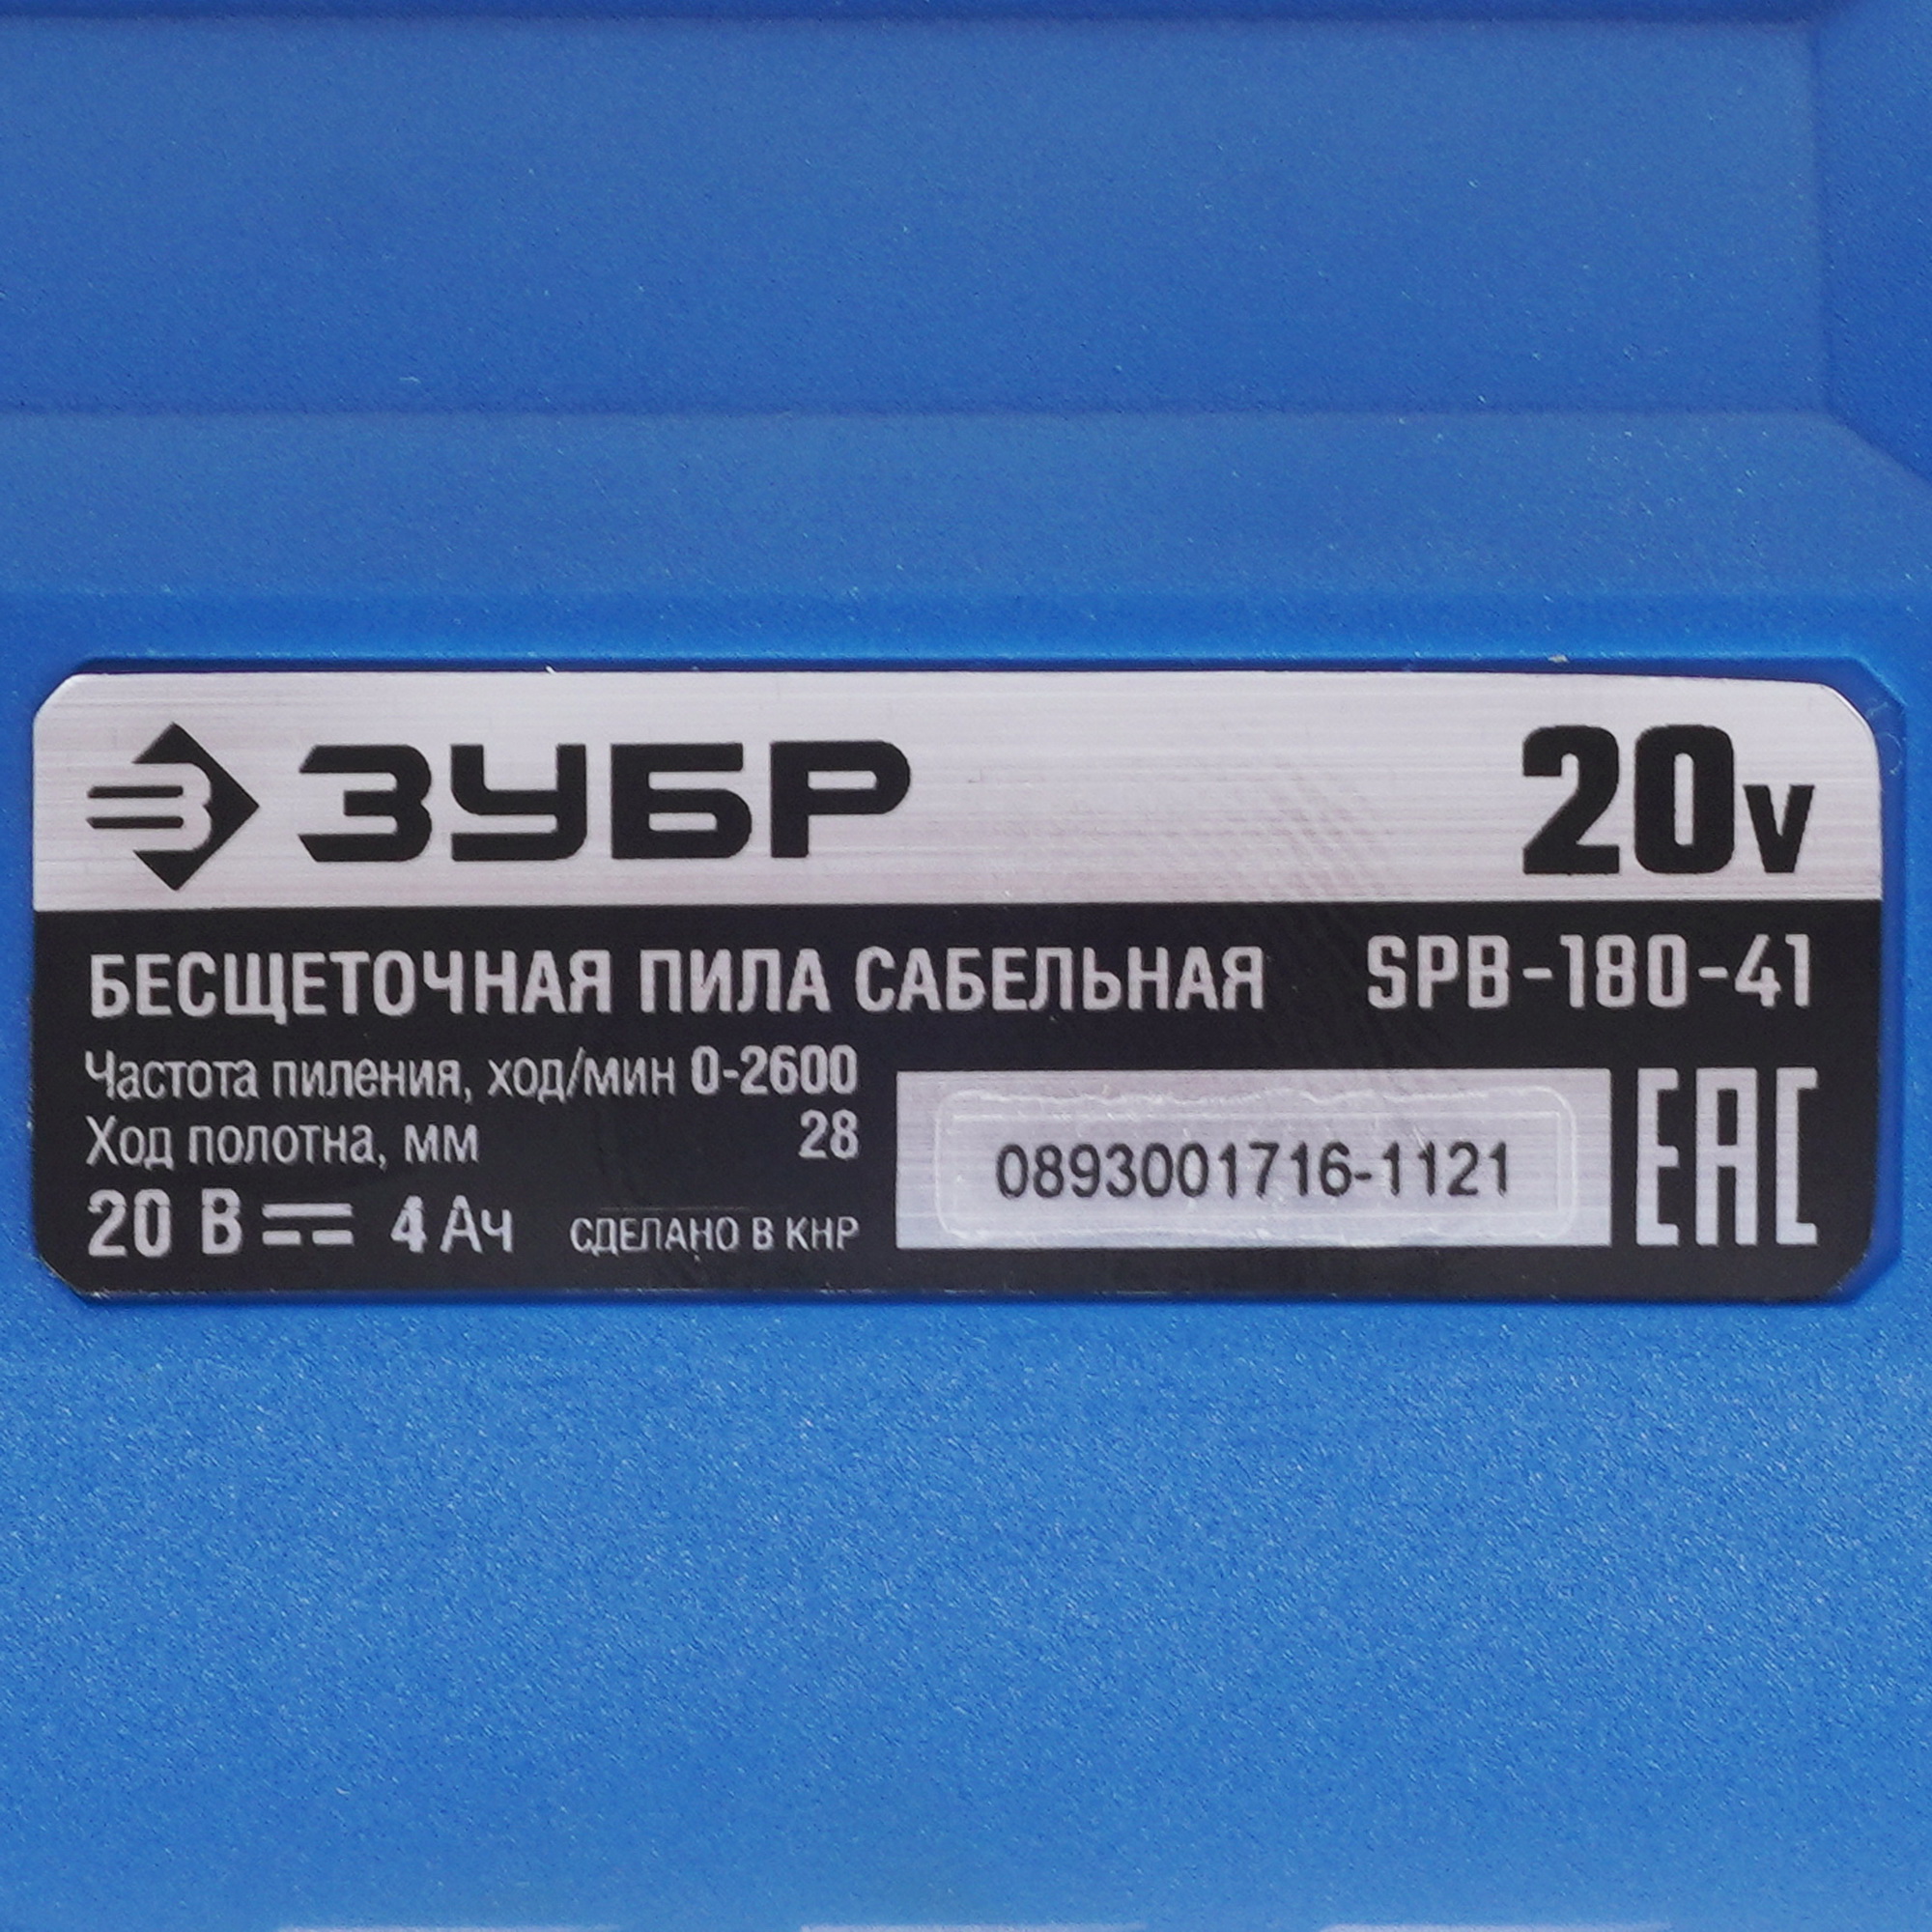 ЗУБР 20v
БЕСЩЕТОЧНАЯ ПИЛА САБЕЛЬНАЯ SPB-180-41
Частота пиления, ход/мин 0-2600
Ход полотна, мм 28
20 В 4 Ач СДЕЛАНО В КНР
0893001716-1121
EAC